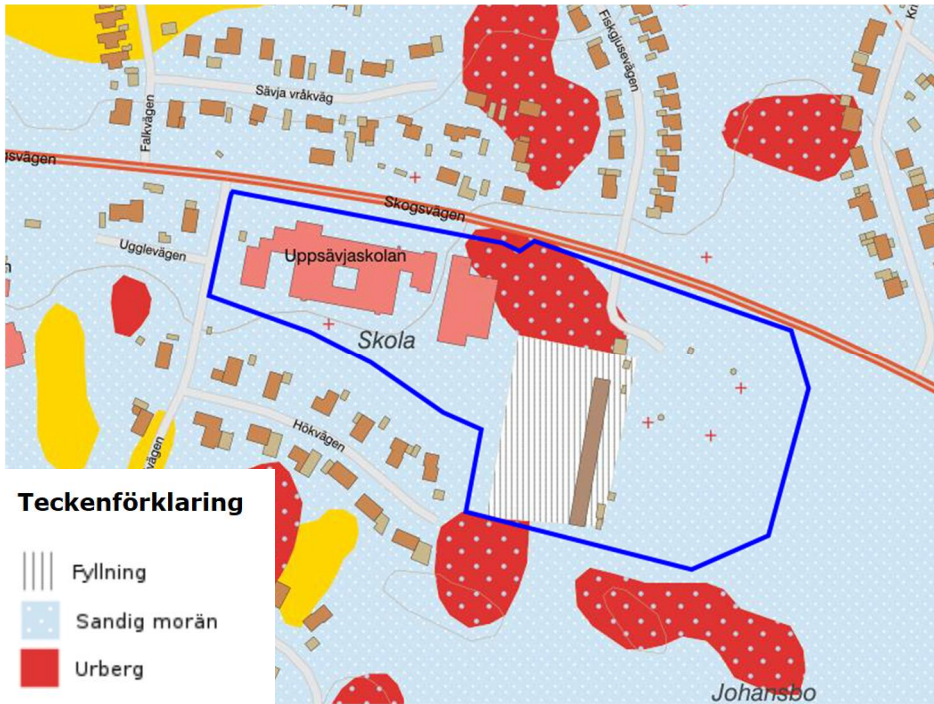 Fiskgjusevägen
Sävja vråkväg
Falkvägen
gsvägen
Skogsvägen
Ugglevägen
Uppsävjaskolan
Skola
Hökvägen
vägen
Teckenförklaring
Fyllning
Sandig morän
Urberg
Johansbo